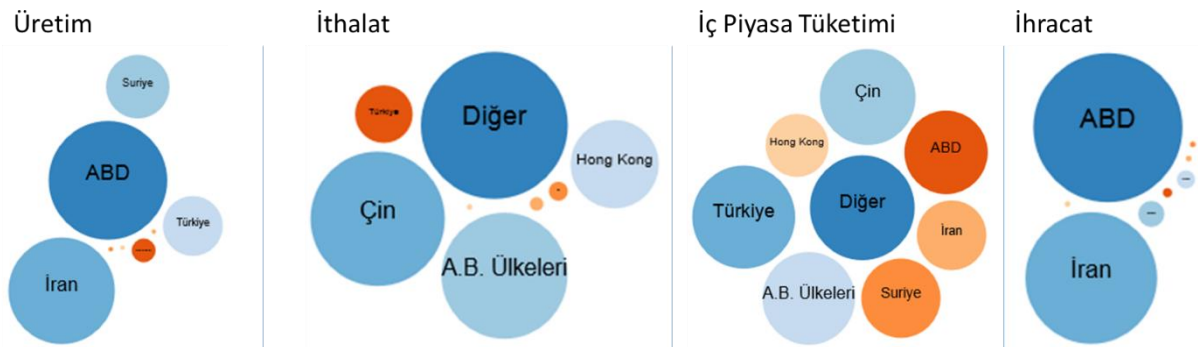 Üretim
Suriye
ABD
Türkiye
İran
İthalat
Türkiye
Diğer
Hong Kong
Çin
A.B. Ülkeleri
İç Piyasa Tüketimi
Çin
Hong Kong
ABD
Türkiye
Diğer
İran
A.B. Ülkeleri
Suriye
İhracat
ABD
İran